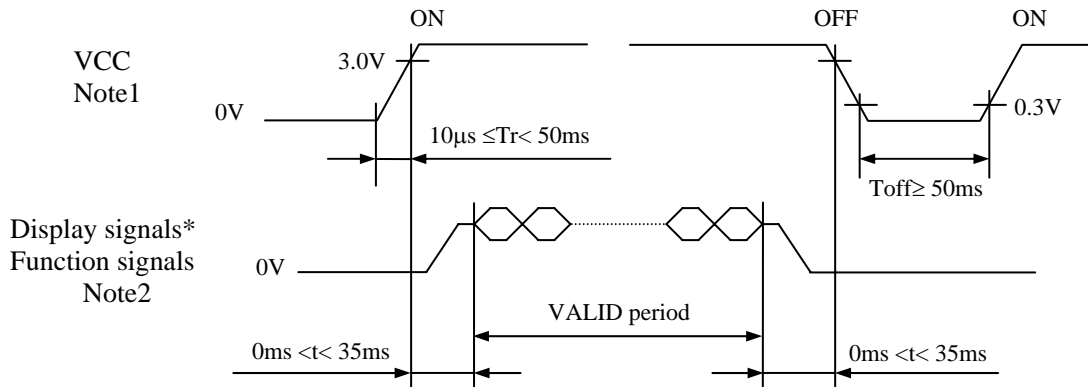 ON
OFF
ON
VCC
Note1
3.0V
0V
0.3V
10μs ≤Tr< 50ms
Toff≥ 50ms
Display signals*
Function signals
Note2
0V
VALID period
0ms <t< 35ms
0ms <t< 35ms